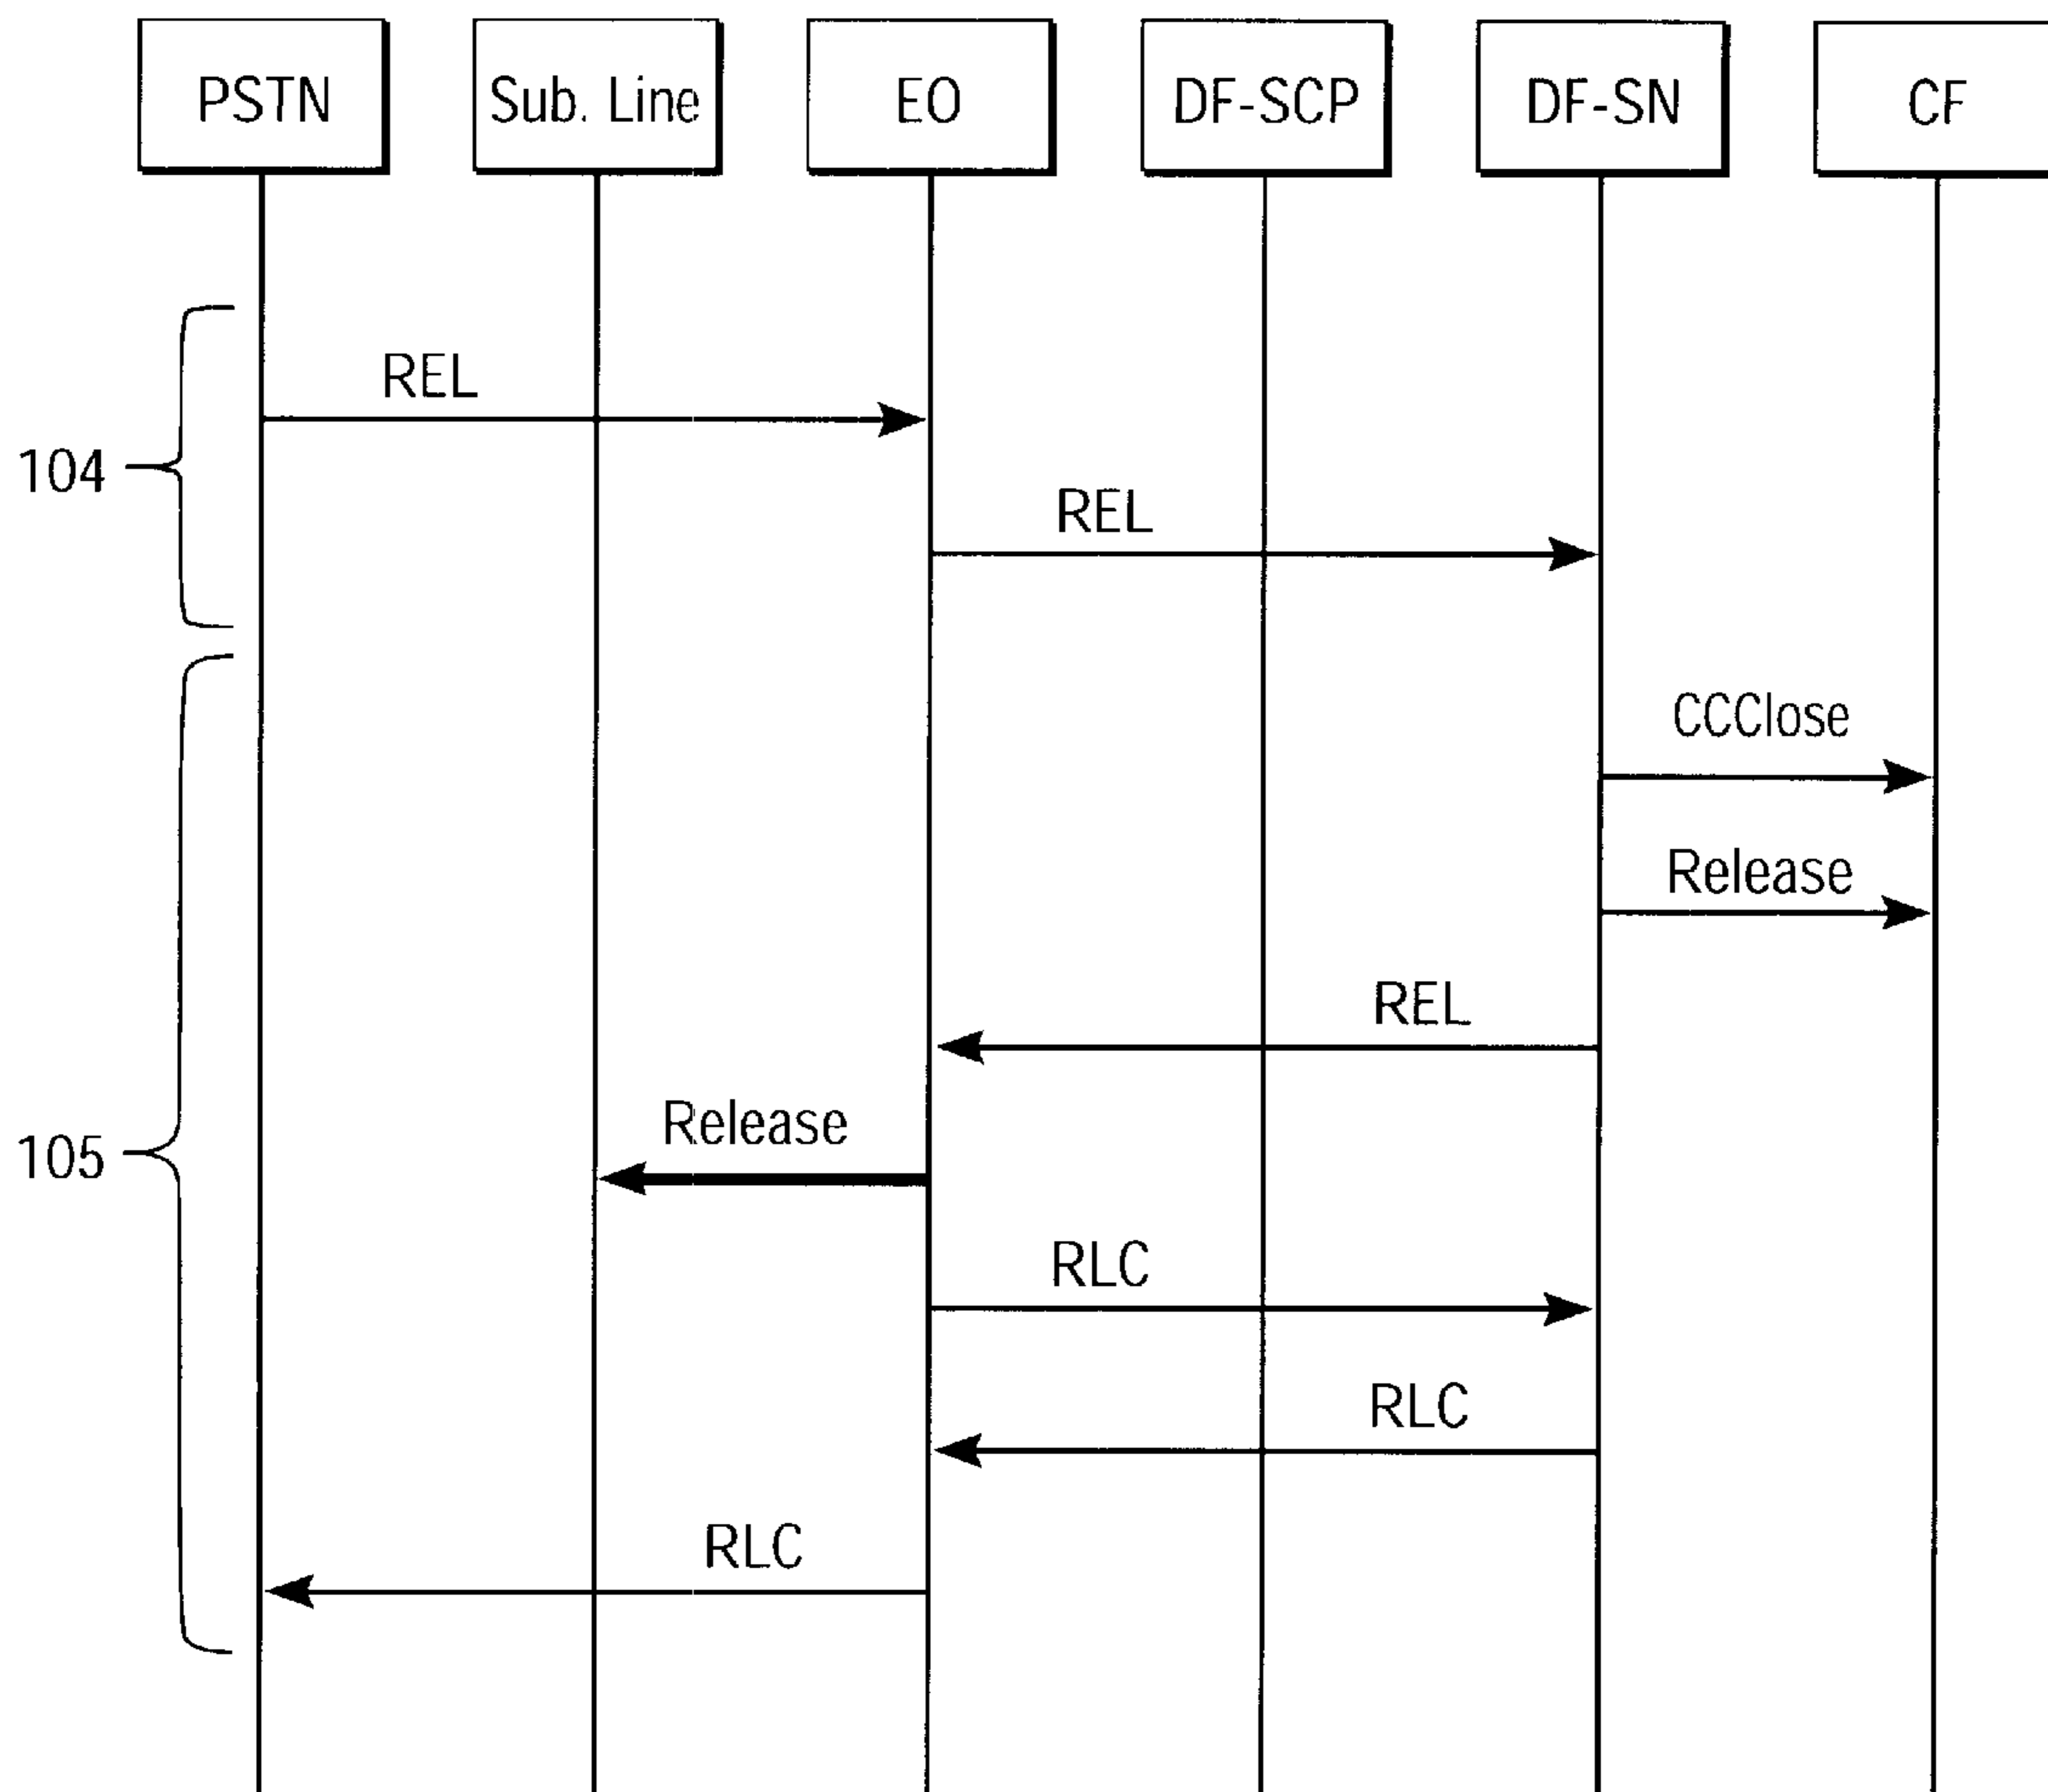 PSTN
Sub. Line
EO
DF-SCP
DF-SN
CF
REL
104
REL
CCClose
Release
REL
Release
105
RLC
RLC
RLC